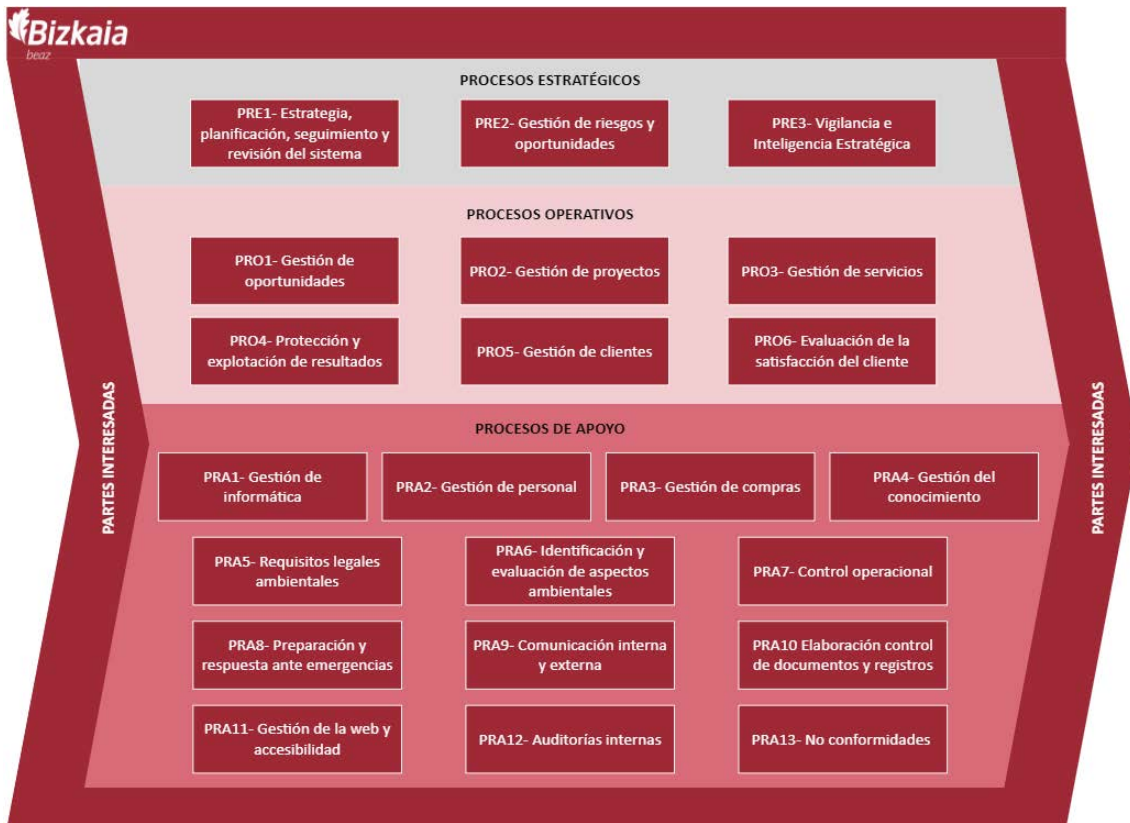 Bizkaia
beaz
PROCESOS ESTRATÉGICOS
PRE1- Estrategia,
planificación, seguimiento y
revisión del sistema
PRE2- Gestión de riesgos y
oportunidades
PRE3- Vigilancia e
Inteligencia Estratégica
PROCESOS OPERATIVOS
PRO1- Gestión de
oportunidades
PRO2- Gestión de proyectos
PRO3- Gestión de servicios
PRO4- Protección y
explotación de resultados
PRO5- Gestión de clientes
PRO6- Evaluación de la
satisfacción del cliente
PARTES INTERESADAS
PARTES INTERESADAS
PROCESOS DE APOYO
PRA1- Gestión de
informática
PRA2- Gestión de personal
PRA3- Gestión de compras
PRA4- Gestión del
conocimiento
PRA5- Requisitos legales
ambientales
PRA6- Identificación y
evaluación de aspectos
ambientales
PRA7- Control operacional
PRA8- Preparación y
respuesta ante emergencias
PRA9- Comunicación interna
y externa
PRA10 Elaboración control
de documentos y registros
PRA11- Gestión de la web y
accesibilidad
PRA12- Auditorías internas
PRA13- No conformidades